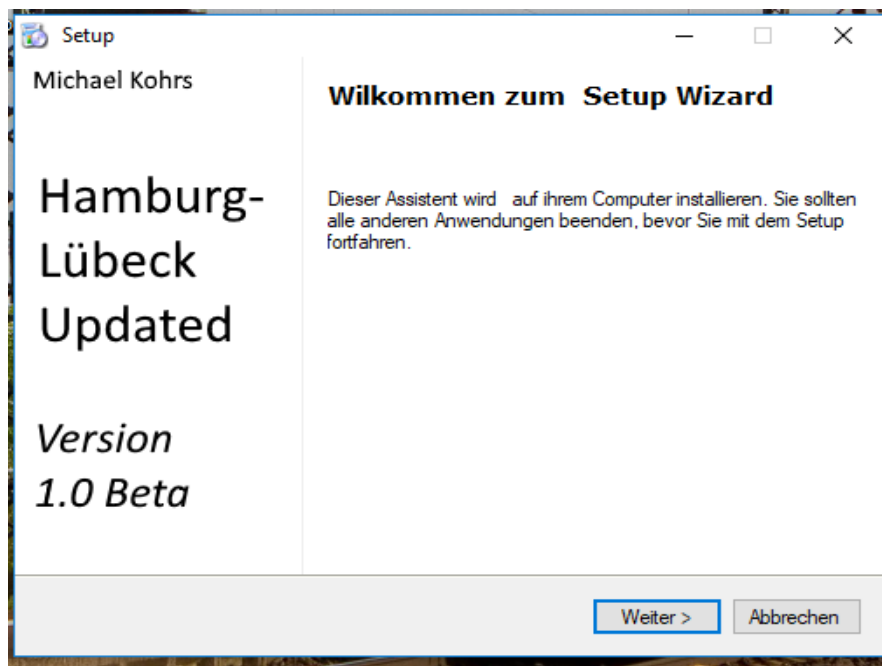 Setup
Michael Kohrs
Hamburg-
Lübeck
Updated
Version
1.0 Beta
Wilkommen zum  Setup Wizard
Dieser Assistent wird   auf ihrem Computer installieren. Sie sollten
alle anderen Anwendungen beenden, bevor Sie mit dem Setup
fortfahren.
Weiter >
Abbrechen